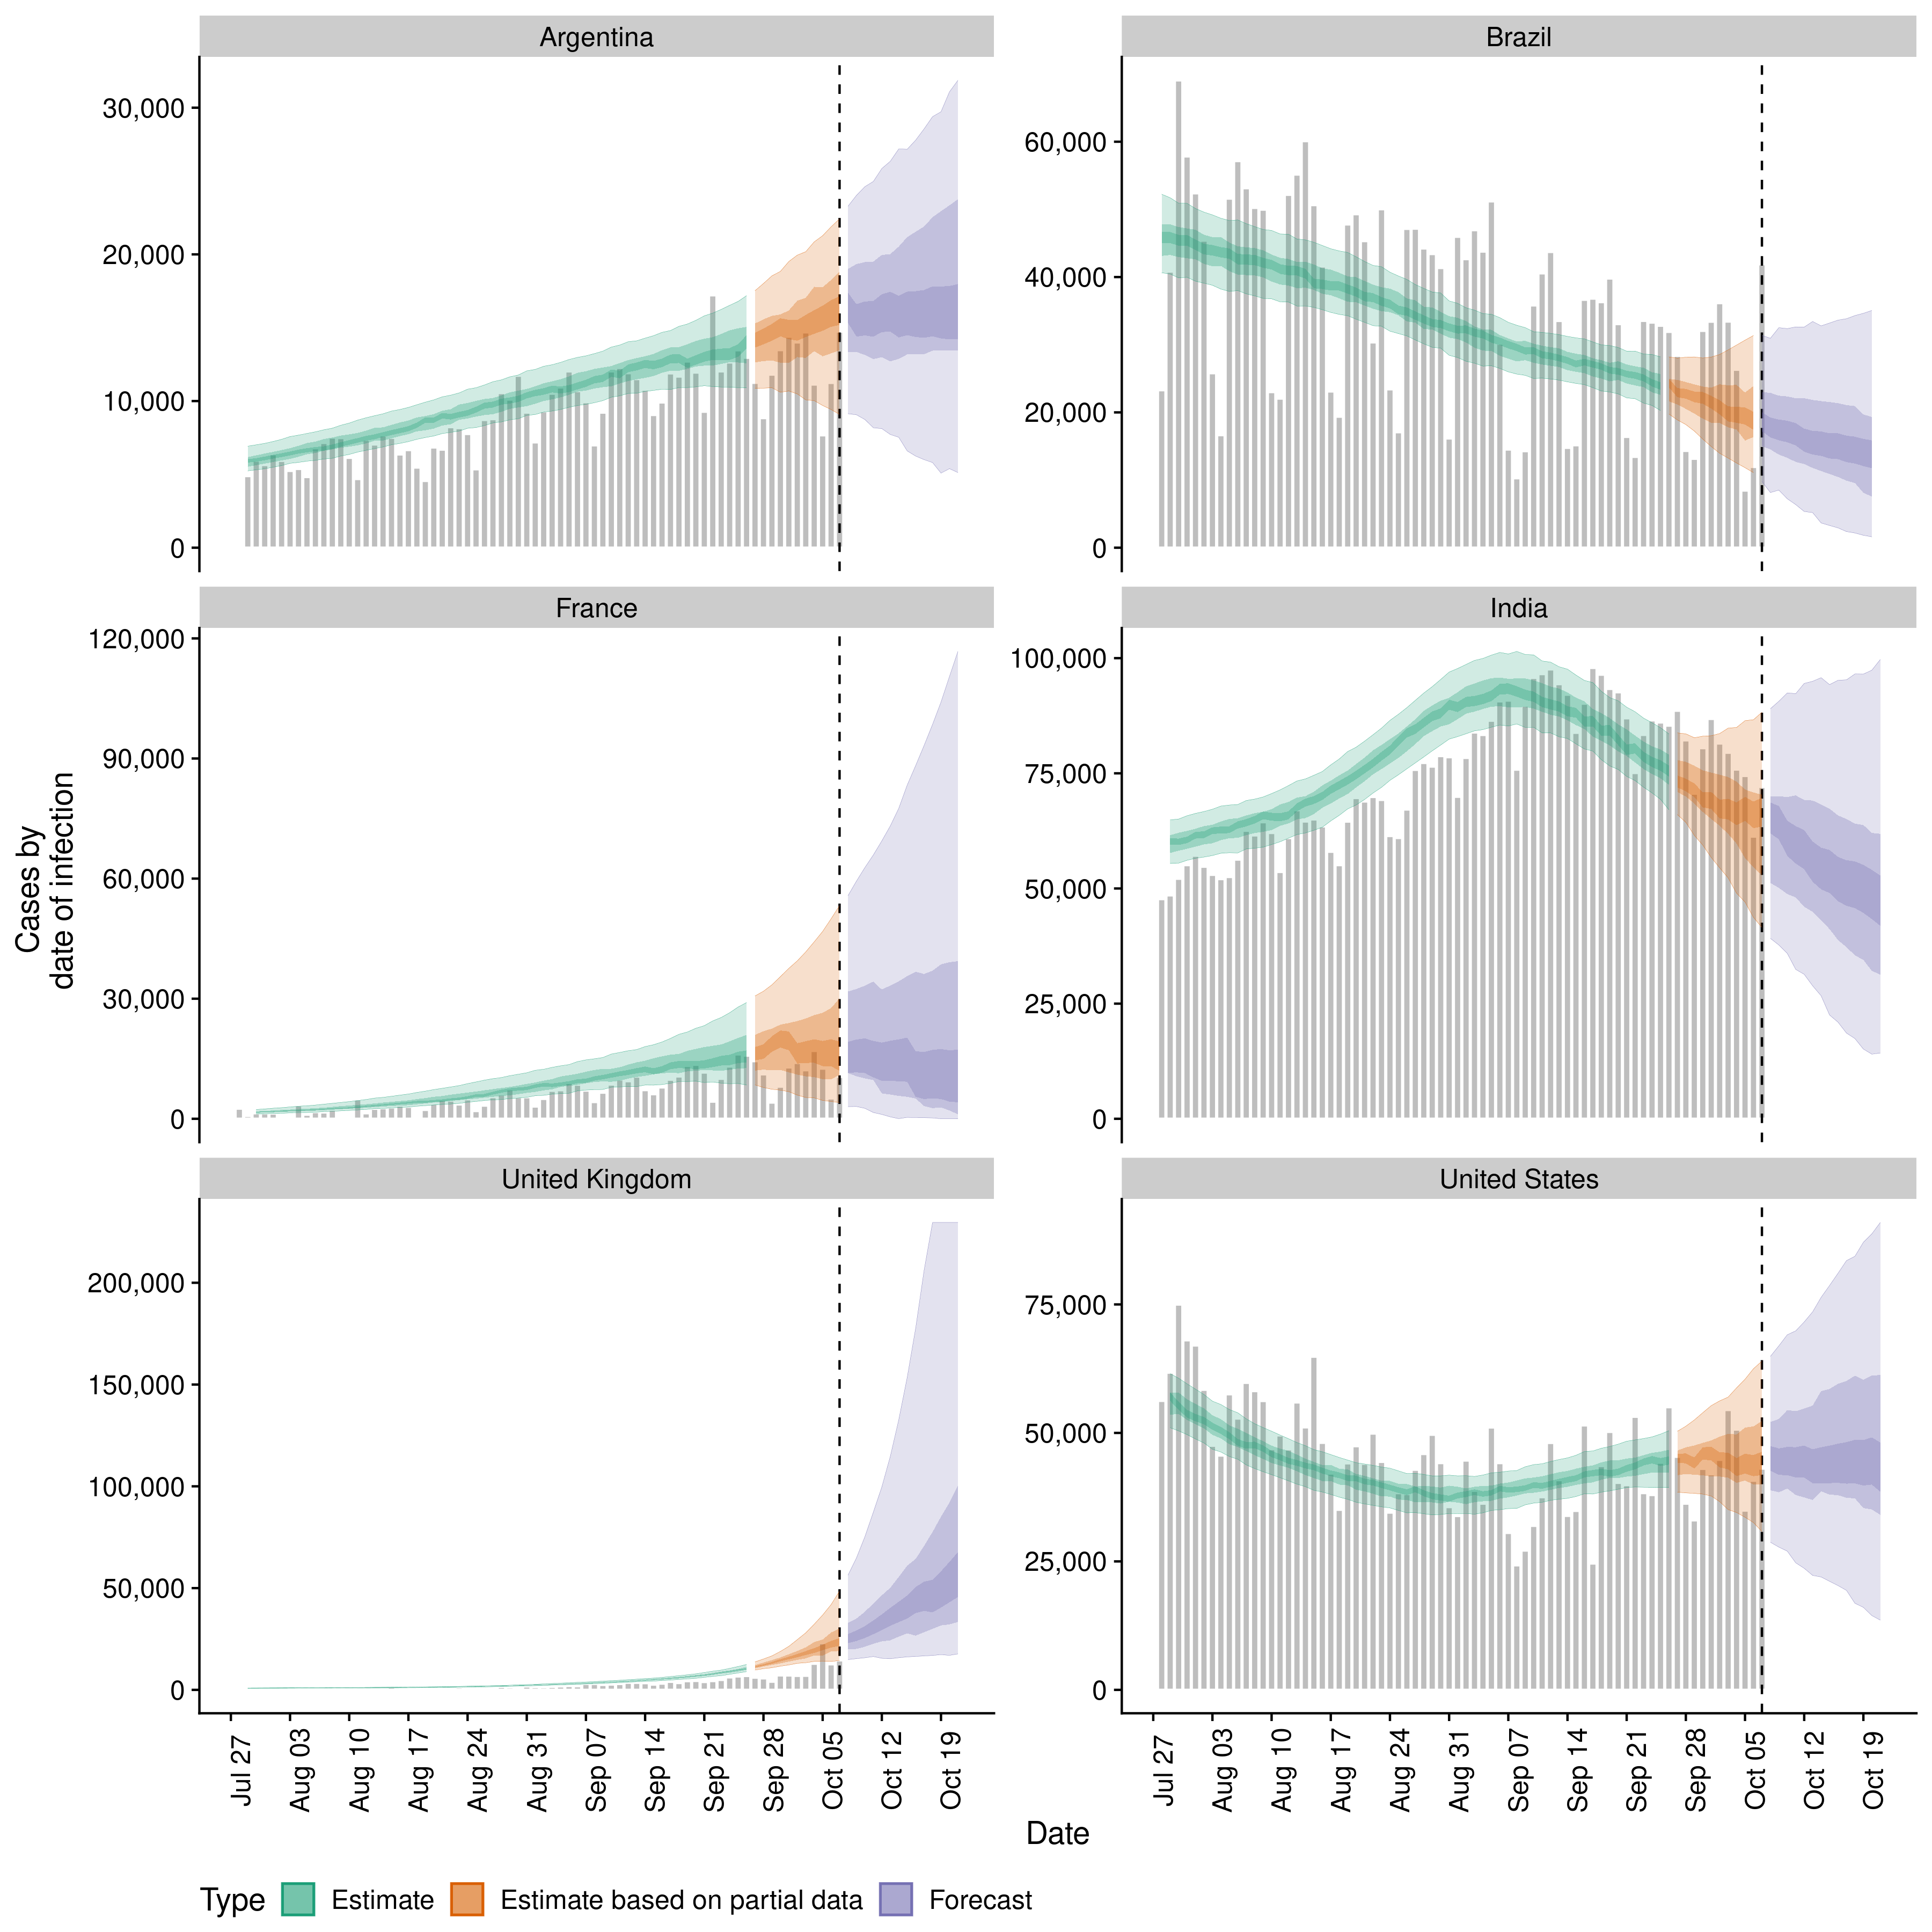 Argentina
Brazil
30,000
20,000
10,000
0
60,000
40,000
20,000
0
France
India
120,000
90,000
60,000
30,000
0
100,000
75,000
50,000
25,000
0
Cases by
date of infection
United Kingdom
United States
200,000
150,000
100,000
50,000
0
75,000
50,000
25,000
0
Jul 27
Aug 03
Aug 10
Aug 17
Aug 24
Aug 31
Sep 07
Sep 14
Sep 21
Sep 28
Oct 05
Oct 12
Oct 19
Jul 27
Aug 03
Aug 10
Aug 17
Aug 24
Aug 31
Sep 07
Sep 14
Sep 21
Sep 28
Oct 05
Oct 12
Oct 19
Date
Type Estimate Estimate based on partial data Forecast